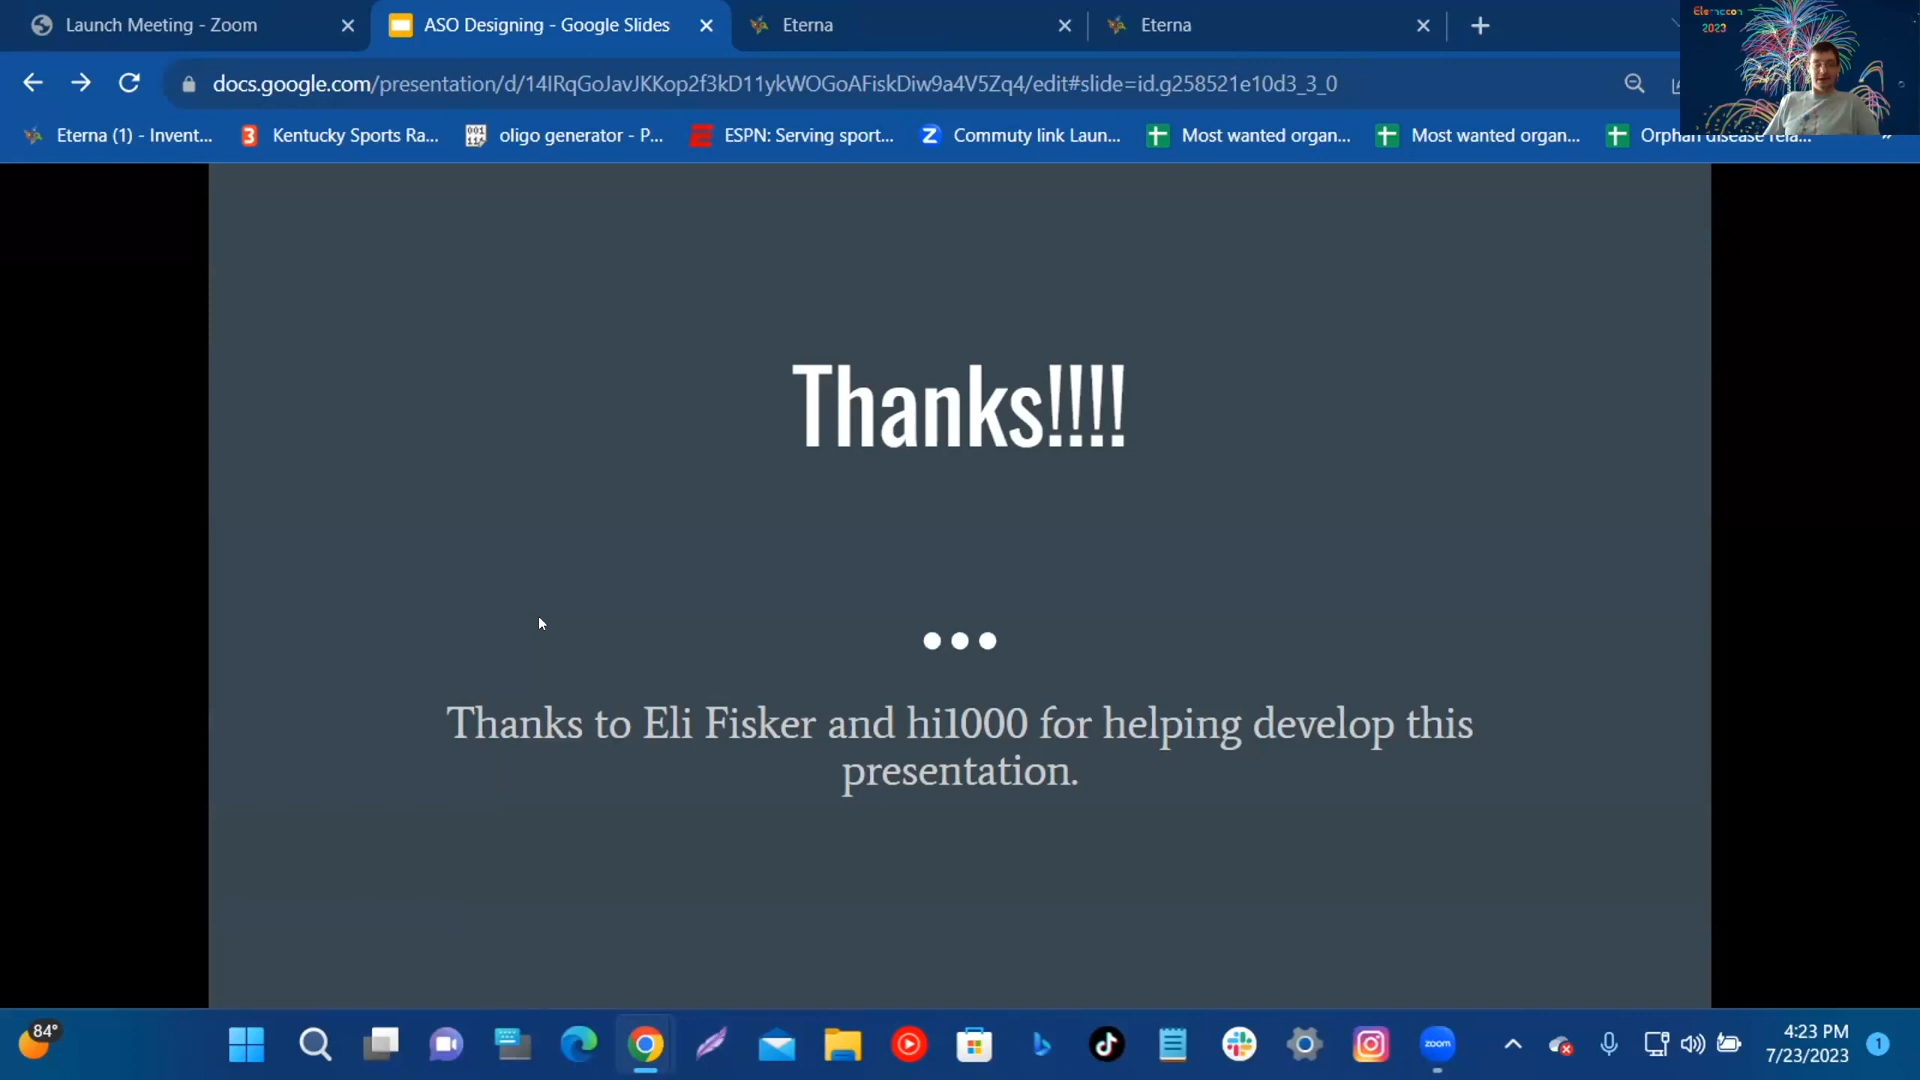 Launch Meeting - Zoom
ASO Designing - Google Slides
Eterna
Eterna
Eternacon
2023
docs.google.com/presentation/d/14IRqGoJavJKKop2f3kD11ykWOGoAFiskDiw9a4V5Zq4/edit#slide=id.g258521e10d3_3_0
Eterna (1) - Invent...
Kentucky Sports Ra...
oligo generator - P...
ESPN: Serving sport...
Commuty link Laun...
Most wanted organ...
Most wanted organ...
Orphan disease rela...
Thanks!!!!
Thanks to Eli Fisker and hi1000 for helping develop this
presentation.
84°
zoom
4:23 PM
7/23/2023
1